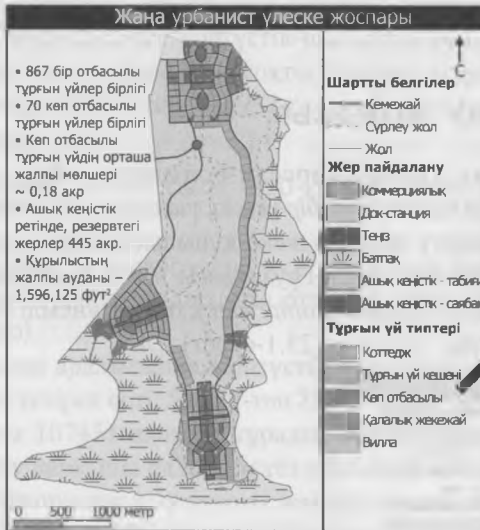 Жаңа урбанист үлеске жоспары
• 867 бір отбасылы
тұрғын үйлер бірлігі
• 70 көп отбасылы
тұрғын үйлер бірлігі
• Көп отбасылы
тұрғын үйдің орташа
жалпы мөлшері
~ 0,18 акр
• Ашық кеңістік
ретінде, резервтегі
жерлер 445 акр.
• Құрылыстың
жалпы ауданы –
1,596,125 фут²
0 500 1000 метр
С
Шартты белгілер
Кемежай
Сүрлеу жол
Жол
Жер пайдалану
Коммерциялық
Док-станция
Теңіз
Батпақ
Ашық кеңістік - табиғи
Ашық кеңістік - саябақ
Тұрғын үй типтері
Коттедж
Тұрғын үй кешені
Көп отбасылы
Қалалық жекежай
Вилла